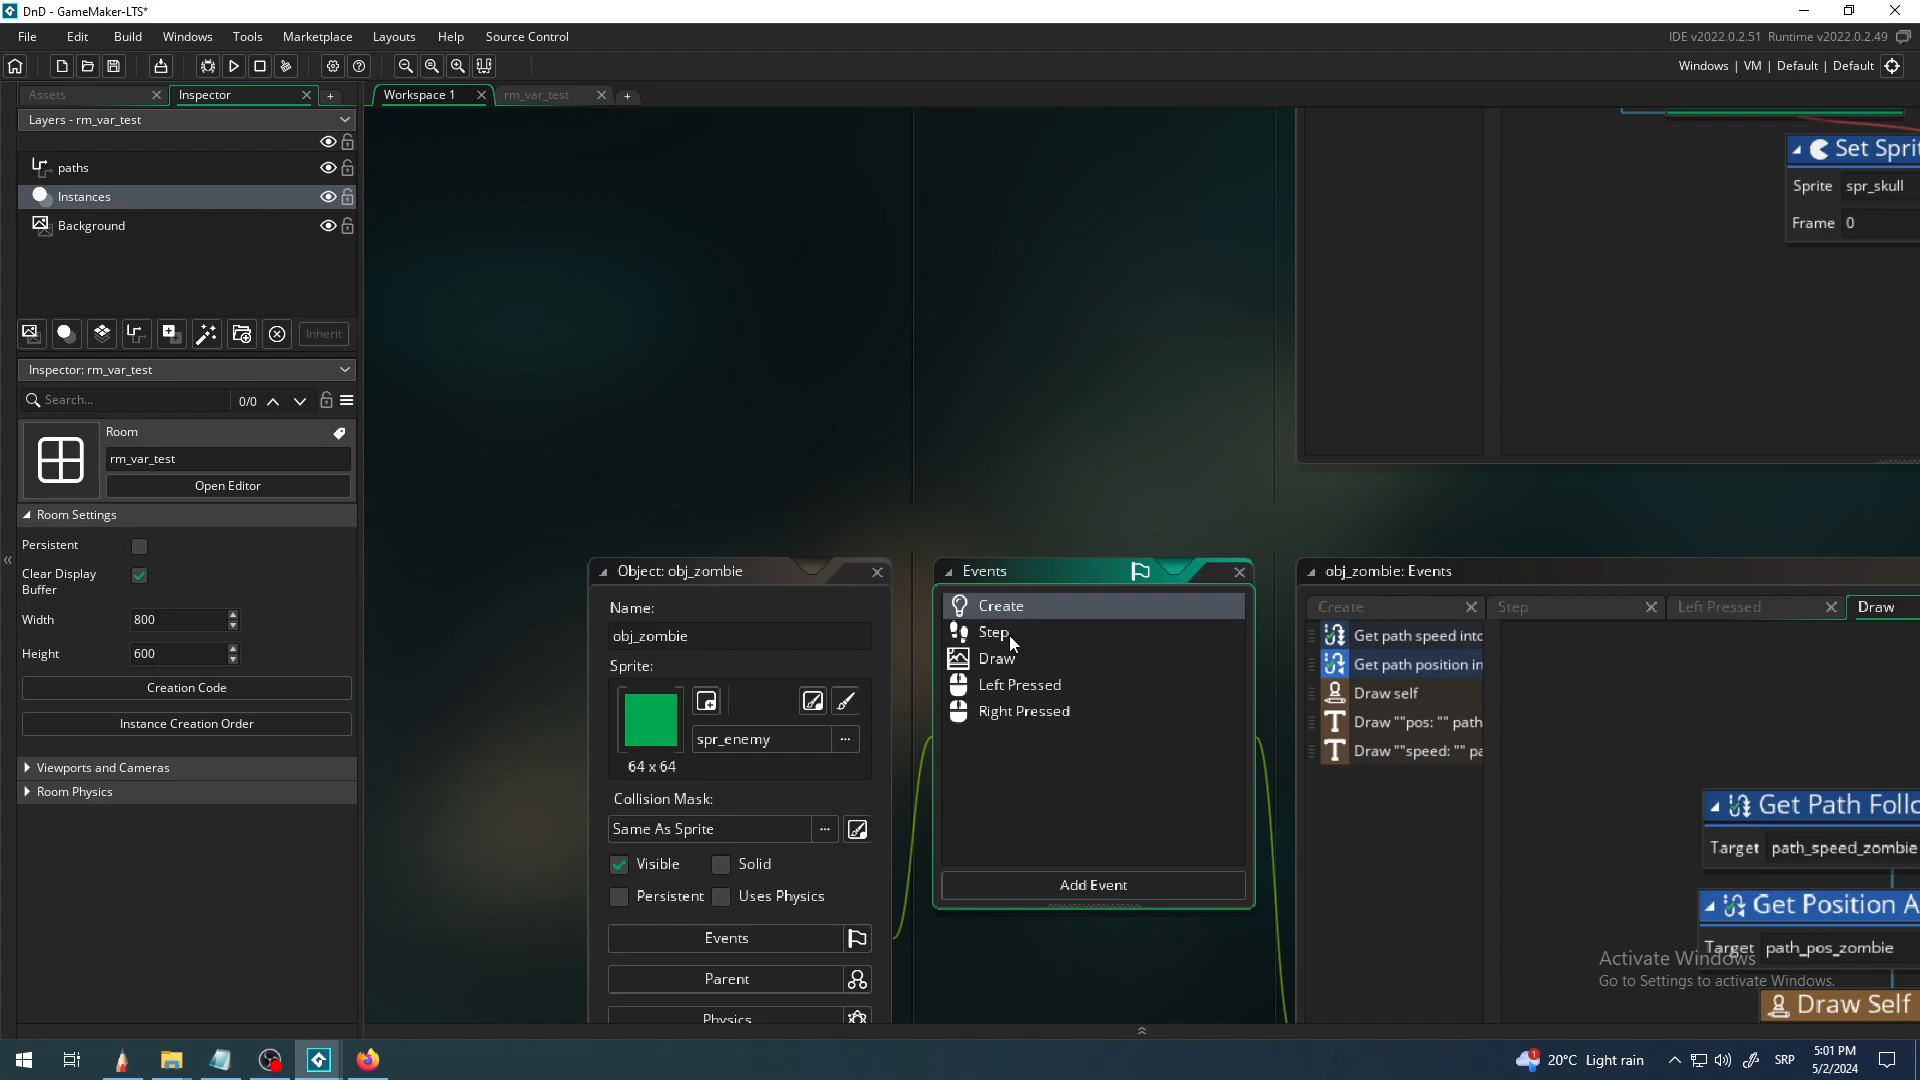 DnD - GameMaker-LTS*
File Edit Build Windows Tools Marketplace Layouts Help Source Control
IDE v2022.0.2.51 Runtime v2022.0.2.49
Windows | VM | Default | Default
Assets Inspector
Workspace 1 rm_var_test
Layers - rm_var_test
paths
Instances
Background
Inherit
Inspector: rm_var_test
Search... 0/0
Room
rm_var_test
Open Editor
Room Settings
Persistent
Clear Display
Buffer
Width 800
Height 600
Creation Code
Instance Creation Order
Viewports and Cameras
Room Physics
Set Spri
Sprite spr_skull
Frame 0
Object: obj_zombie
Name:
obj_zombie
Sprite:
spr_enemy
64 x 64
Collision Mask:
Same As Sprite
Visible Solid
Persistent Uses Physics
Events
Parent
Physics
Events
Create
Step
Draw
Left Pressed
Right Pressed
Add Event
obj_zombie: Events
Create Step Left Pressed Draw
Get path speed into
Get path position in
Draw self
Draw ""pos: "" path
Draw ""speed: "" pa
Get Path Follo
Target path_speed_zombie
Get Position A
Target path_pos_zombie
Draw Self
Activate Windows
Go to Settings to activate Windows.
1 20°C Light rain SRP 5:01 PM
5/2/2024